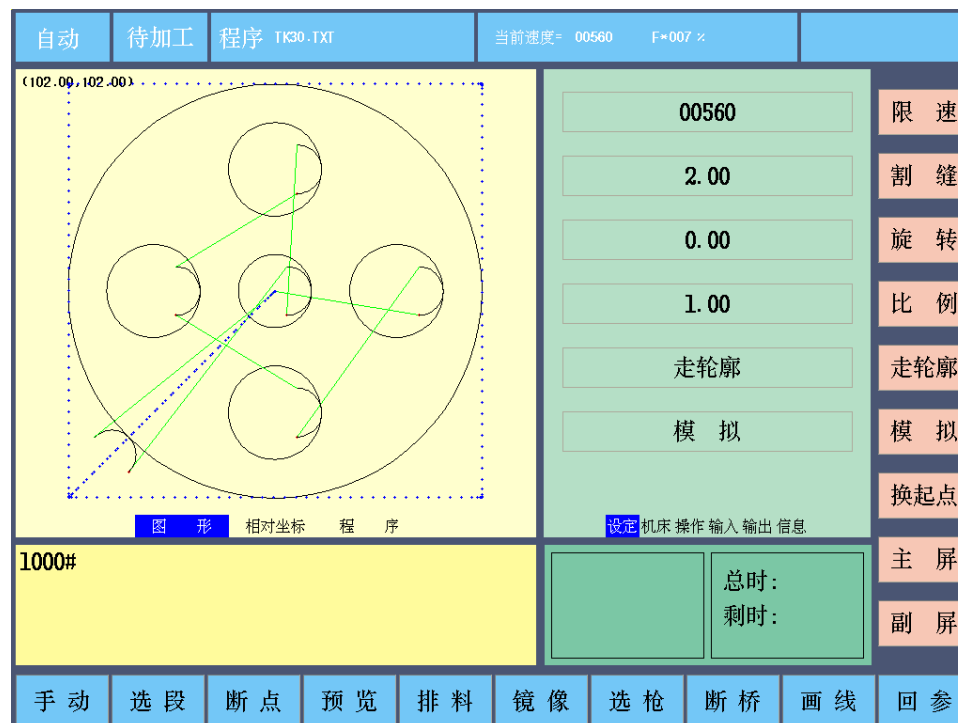 自动 待加工 程序 TK30.TXT 当前速度= 00560 F*007 %
(102.00,102.00)
00560 限 速
2.00 割 缝
0.00 旋 转
1.00 比 例
走轮廓 走轮廓
模 拟 模 拟
换起点
图 形 相对坐标 程 序 设定 机床 操作 输入 输出 信息
1000# 主 屏
总时:
剩时: 副 屏
手 动 选 段 断 点 预 览 排 料 镜 像 选 枪 断 桥 画 线 回 参